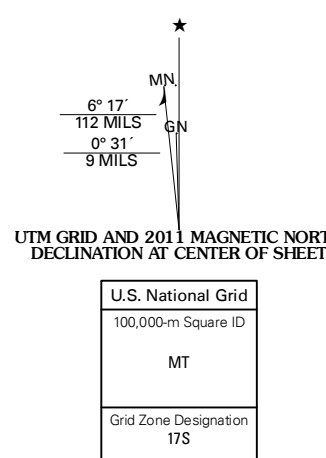 ★
MN.
6° 17´
112 MILS
GN
0° 31´
9 MILS
UTM GRID AND 2011 MAGNETIC NORT
DECLINATION AT CENTER OF SHEET
U.S. National Grid
100,000-m Square ID
MT
Grid Zone Designation
17S